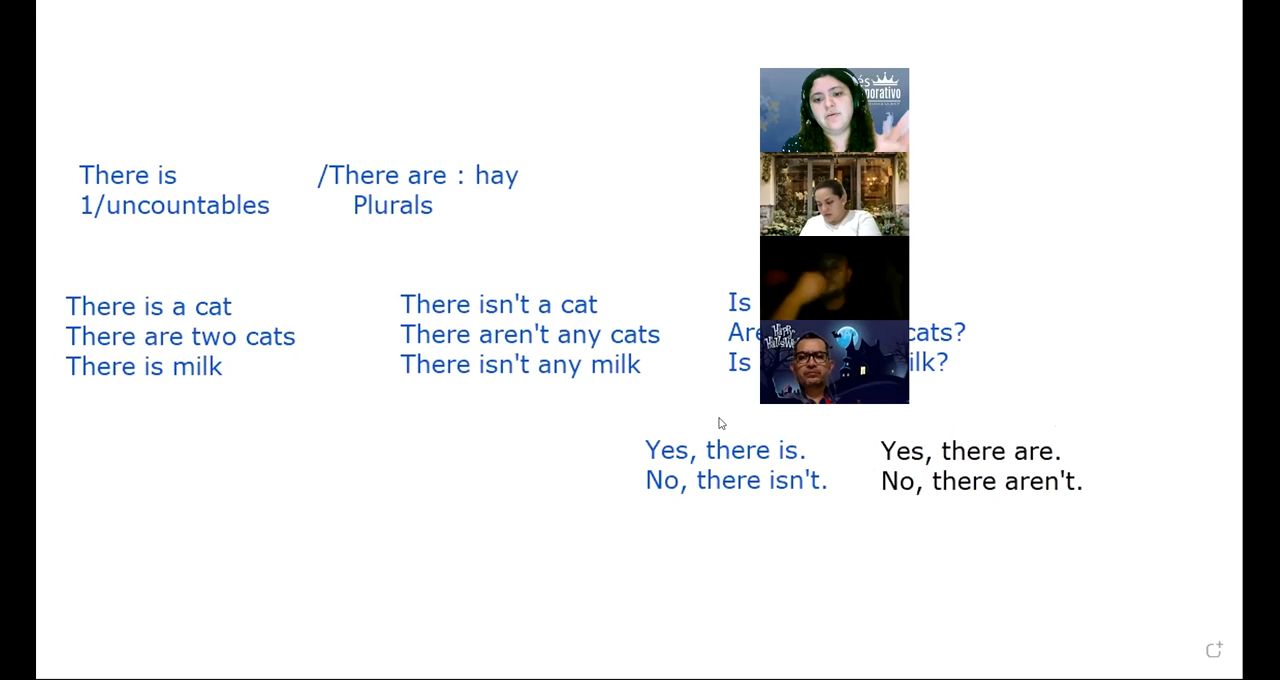 There is /There are : hay
1/uncountables Plurals
There is a cat
There are two cats
There is milk
There isn't a cat
There aren't any cats
There isn't any milk
Is
Are cats?
Is
Yes, there is.
No, there isn't.
Yes, there are.
No, there aren't.
Happy